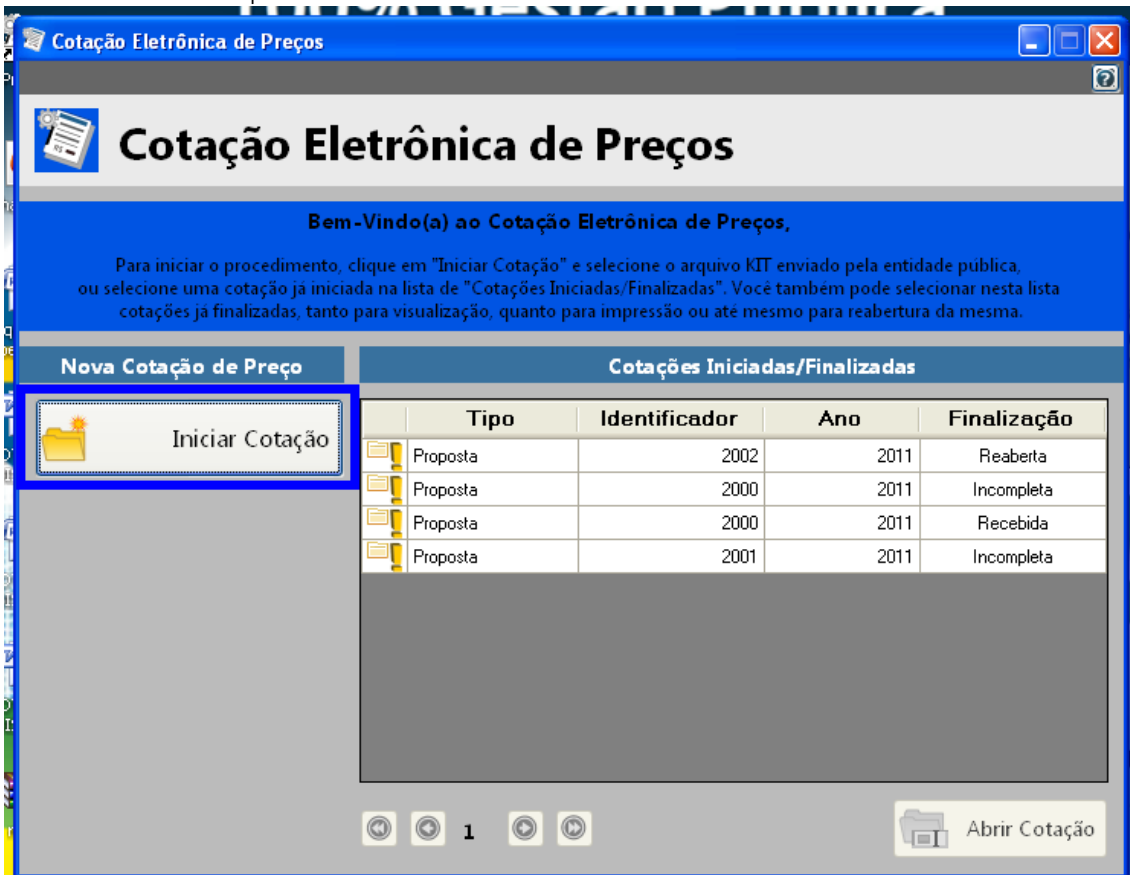 100% Gestão Pública
Cotação Eletrônica de Preços
Cotação Eletrônica de Preços
Bem-Vindo(a) ao Cotação Eletrônica de Preços,
Para iniciar o procedimento, clique em "Iniciar Cotação" e selecione o arquivo KIT enviado pela entidade pública,
ou selecione uma cotação já iniciada na lista de "Cotações Iniciadas/Finalizadas". Você também pode selecionar nesta lista
cotações já finalizadas, tanto para visualização, quanto para impressão ou até mesmo para reabertura da mesma.
Nova Cotação de Preço
Cotações Iniciadas/Finalizadas
Iniciar Cotação
Tipo Identificador Ano Finalização
Proposta 2002 2011 Reaberta
Proposta 2000 2011 Incompleta
Proposta 2000 2011 Recebida
Proposta 2001 2011 Incompleta
1
Abrir Cotação